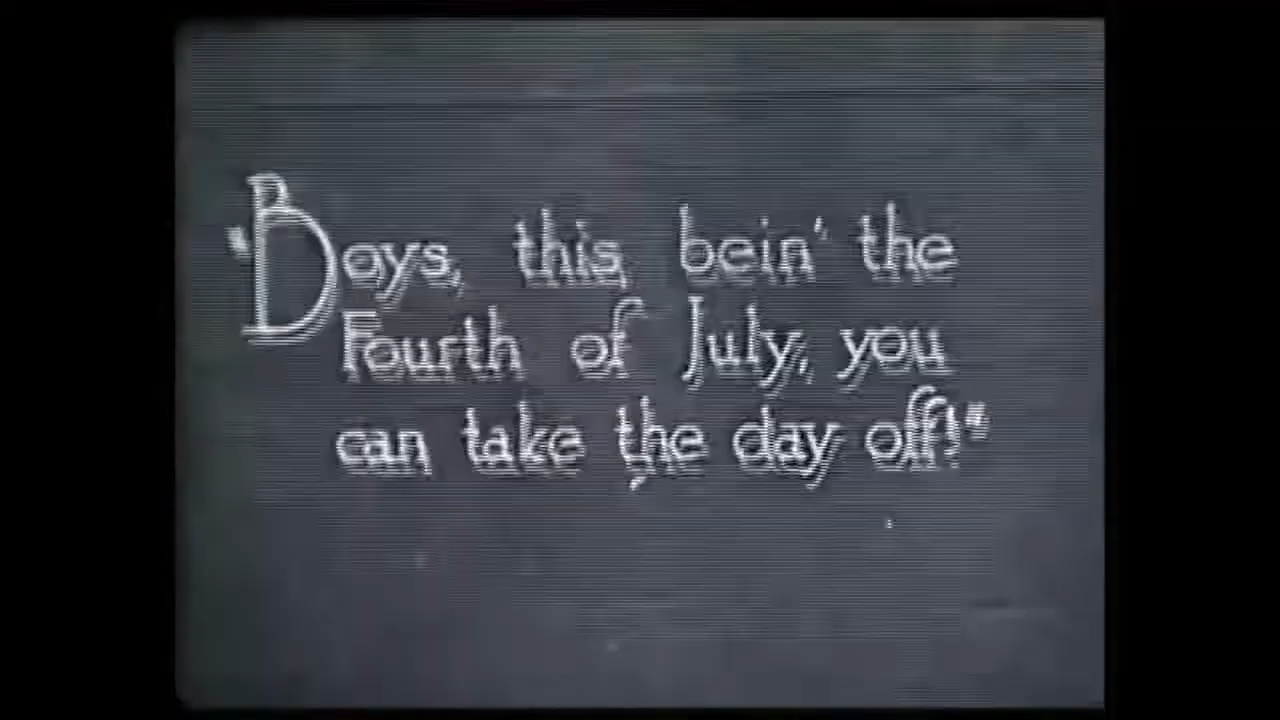 "Boys, this bein' the
Fourth of July, you
can take the day off!"